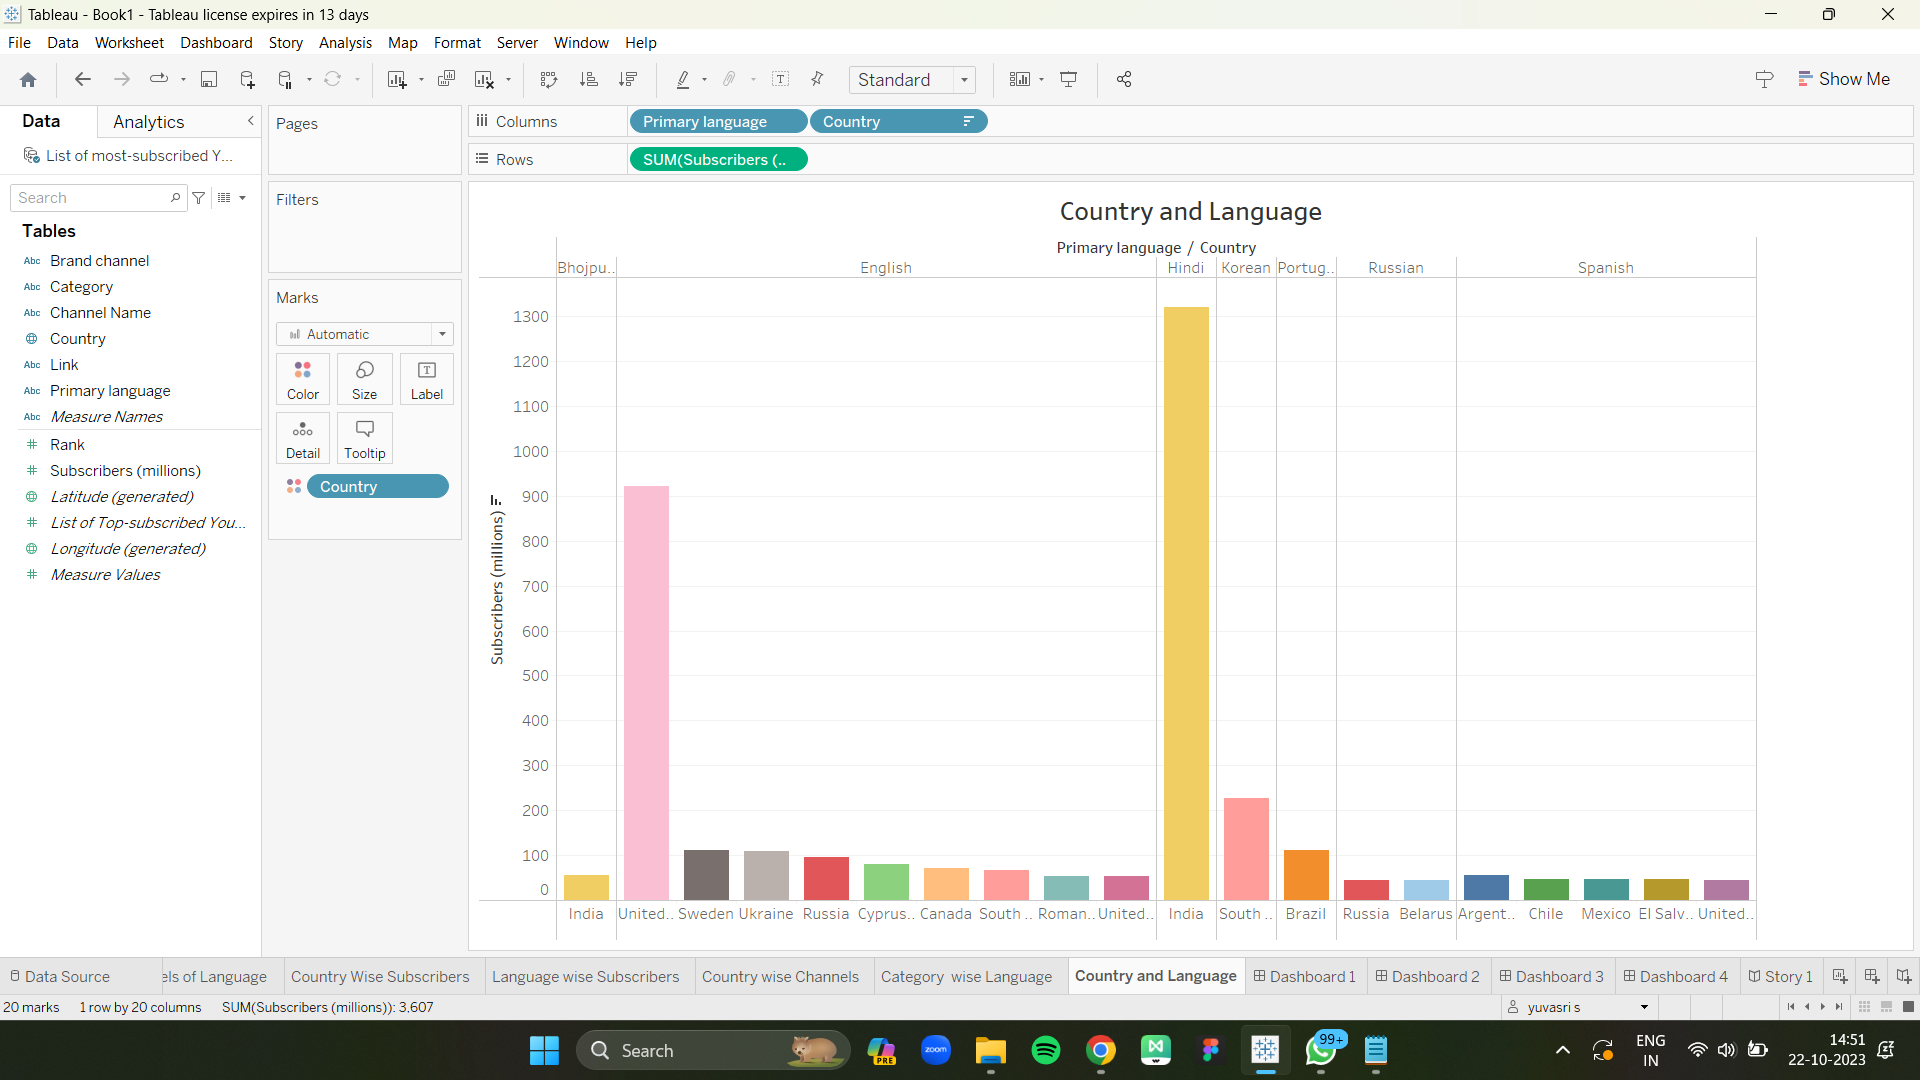 Tableau - Book1 - Tableau license expires in 13 days
File Data Worksheet Dashboard Story Analysis Map Format Server Window Help
Standard
Show Me
Data Analytics
List of most-subscribed Y...
Search
Tables
Abc Brand channel
Abc Category
Abc Channel Name
Country
Abc Link
Abc Primary language
Abc Measure Names
# Rank
# Subscribers (millions)
Latitude (generated)
# List of Top-subscribed You...
Longitude (generated)
# Measure Values
Pages
Filters
Marks
Automatic
Color Size Label
Detail Tooltip
Country
Columns Primary language Country
Rows SUM(Subscribers (..
Country and Language
Primary language / Country
Bhojpu.. English Hindi Korean Portug.. Russian Spanish
Subscribers (millions)
1300
1200
1100
1000
900
800
700
600
500
400
300
200
100
0
India United.. Sweden Ukraine Russia Cyprus.. Canada South .. Roman.. United.. India South .. Brazil Russia Belarus Argent.. Chile Mexico El Salv.. United..
Data Source els of Language Country Wise Subscribers Language wise Subscribers Country wise Channels Category wise Language Country and Language Dashboard 1 Dashboard 2 Dashboard 3 Dashboard 4 Story 1
20 marks 1 row by 20 columns SUM(Subscribers (millions)): 3,607 yuvasri s
Search PRE zoom 99+ ENG 14:51
IN 22-10-2023